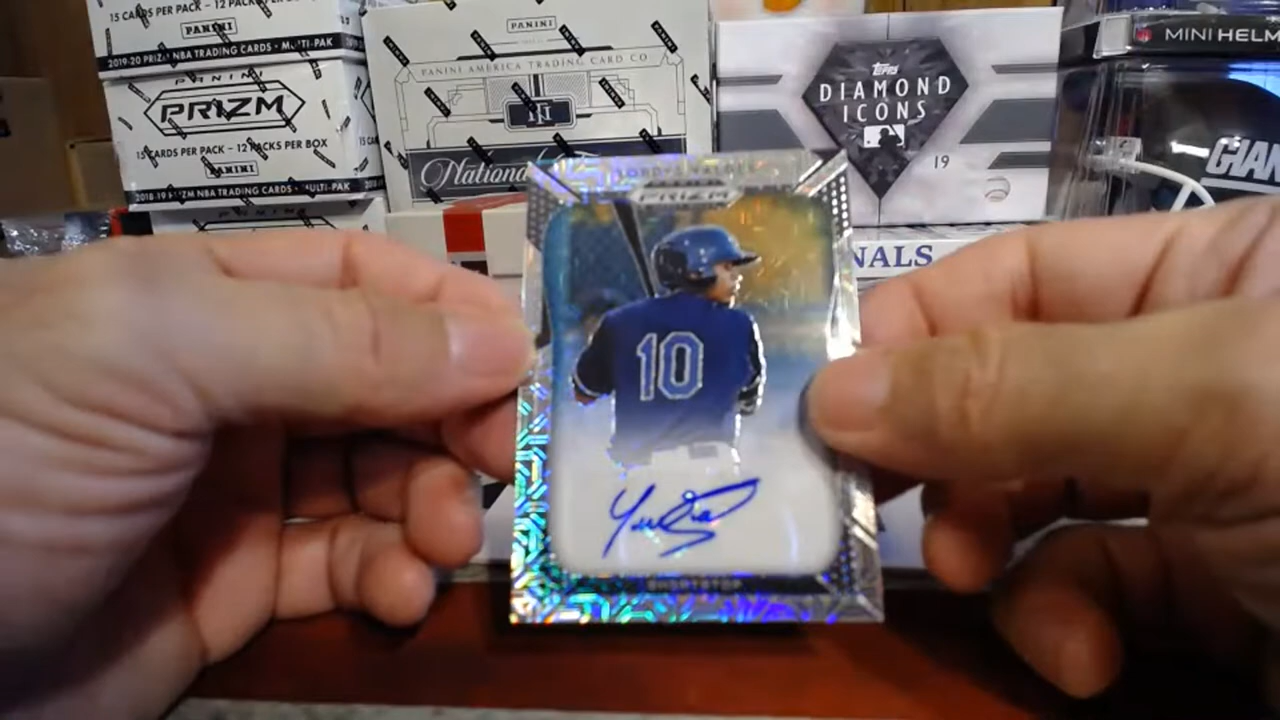 15 CARDS PER PACK - 12 PACKS PER BOX
PANINI
2019-20 PRIZM NBA TRADING CARDS - MULTI-PAK
PANINI
PRIZM
15 CARDS PER PACK - 12 PACKS PER BOX
15 CA
PANINI
2018-19 PRIZM NBA TRADING CARDS - MULTI-PAK
PANINI
PANINI AMERICA TRADING CARD CO
National
TOPPS
DIAMOND
ICONS
19
MINI HELM
GIAN
NALS
PRIZM
10
SHORTSTOP